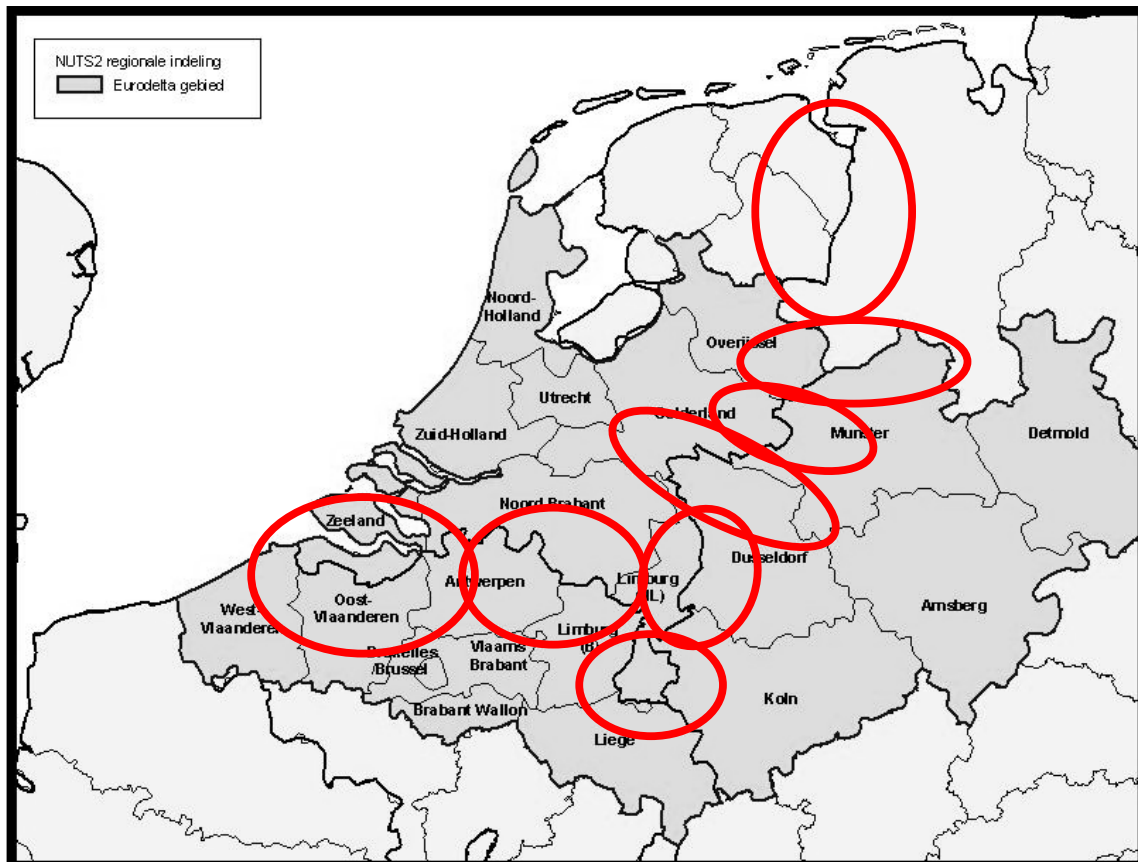 NUTS2 regionale indeling
Eurodelta gebied
Noord-
Holland
Overijssel
Utrecht
Gelderland
Zuid-Holland
Munster
Detmold
Noord-Brabant
Zeeland
Dusseldorf
Antwerpen
Limburg
(NL)
West-
Vlaanderen
Oost-
Vlaanderen
Arnsberg
Limburg
(B)
Vlaams
Brabant
Bruxelles
/Brussel
Koln
Brabant Wallon
Liege